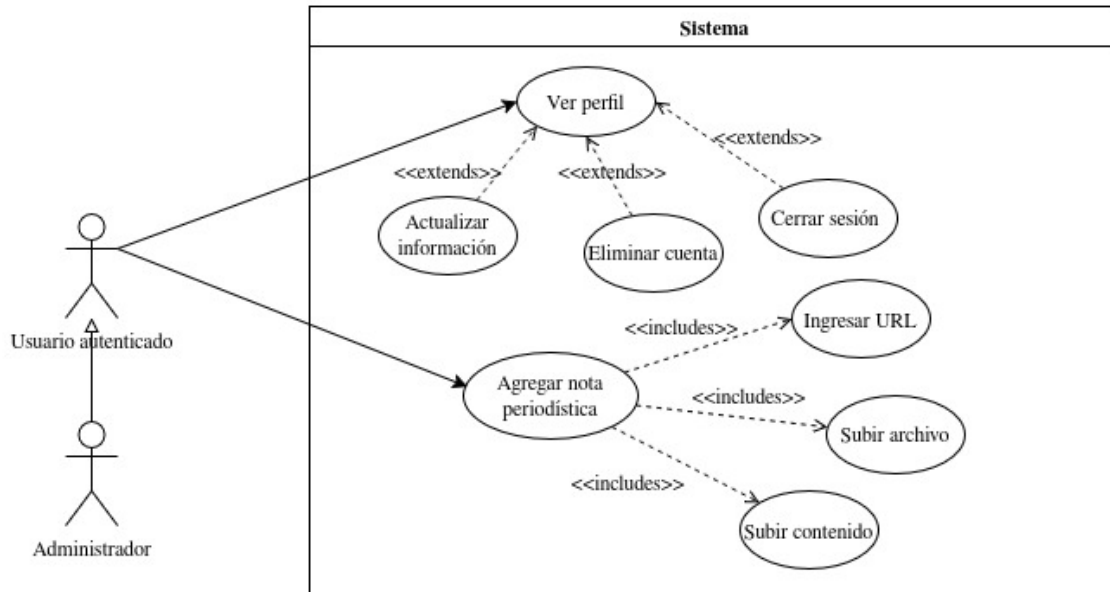 Sistema
Ver perfil
<<extends>>
<<extends>>
<<extends>>
Actualizar
información
Eliminar cuenta
Cerrar sesión
Usuario autenticado
<<includes>>
Ingresar URL
Agregar nota
periodística
<<includes>>
Subir archivo
<<includes>>
Subir contenido
Administrador